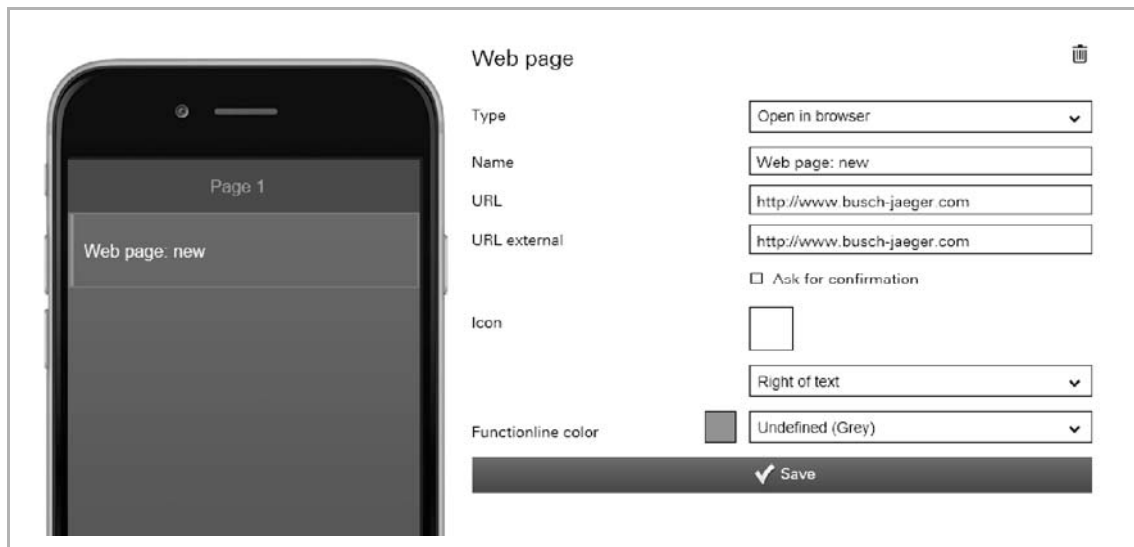 Page 1
Web page: new
Web page
Type
Open in browser
Name
Web page: new
URL
http://www.busch-jaeger.com
URL external
http://www.busch-jaeger.com
Ask for confirmation
Icon
Right of text
Functionline color
Undefined (Grey)
Save